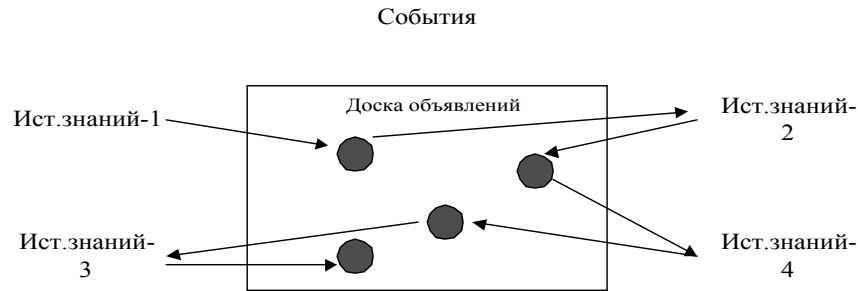 События
Доска объявлений
Ист.знаний-1
Ист.знаний-
2
Ист.знаний-
3
Ист.знаний-
4